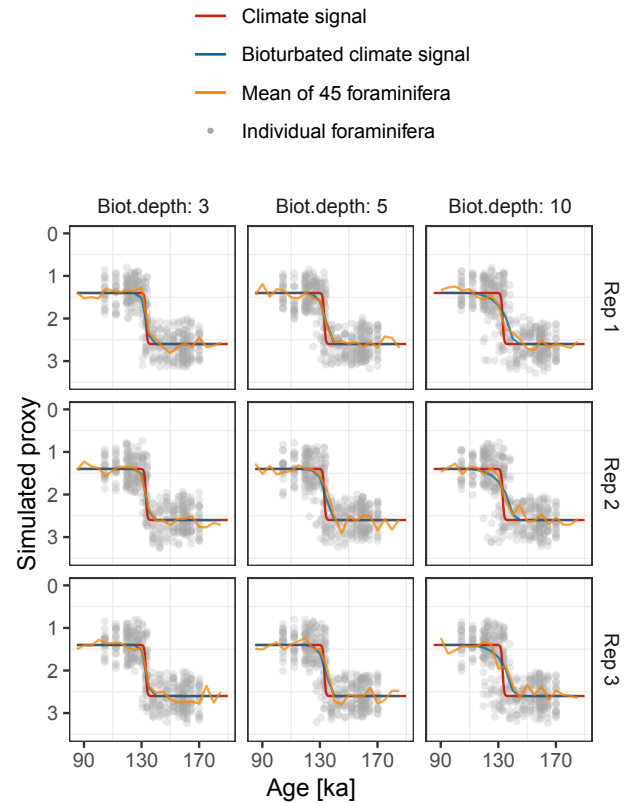 Climate signal
Bioturbated climate signal
Mean of 45 foraminifera
Individual foraminifera
Biot.depth: 3 Biot.depth: 5 Biot.depth: 10
0
1
2
3
Rep 1
0
1
2
3
Rep 2
0
1
2
3
Rep 3
Simulated proxy
90 130 170 90 130 170 90 130 170
Age [ka]